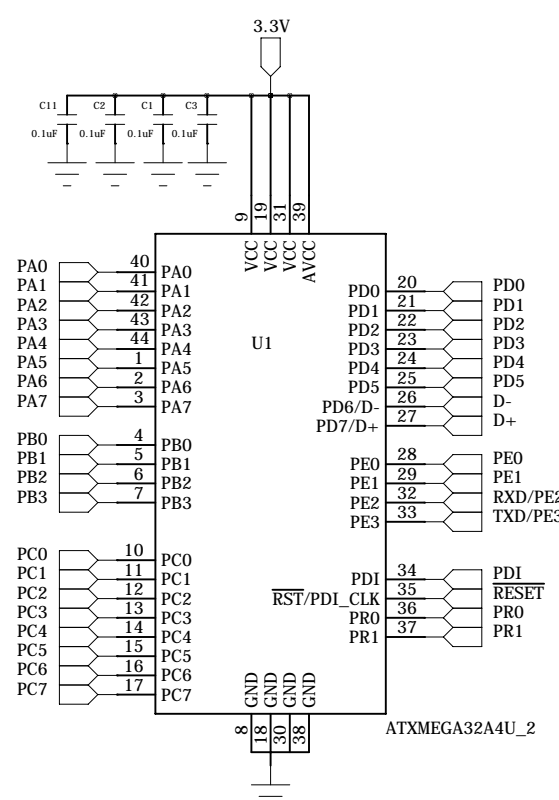 3.3V
C11 C2 C1 C3
0.1uF 0.1uF 0.1uF 0.1uF
9 19 31 39
VCC VCC VCC AVCC
U1
PA0 40 PA0
PA1 41 PA1
PA2 42 PA2
PA3 43 PA3
PA4 44 PA4
PA5 1 PA5
PA6 2 PA6
PA7 3 PA7
PB0 4 PB0
PB1 5 PB1
PB2 6 PB2
PB3 7 PB3
PC0 10 PC0
PC1 11 PC1
PC2 12 PC2
PC3 13 PC3
PC4 14 PC4
PC5 15 PC5
PC6 16 PC6
PC7 17 PC7
PD0 20 PD0
PD1 21 PD1
PD2 22 PD2
PD3 23 PD3
PD4 24 PD4
PD5 25 PD5
PD6/D- 26 D-
PD7/D+ 27 D+
PE0 28 PE0
PE1 29 PE1
PE2 32 RXD/PE2
PE3 33 TXD/PE3
PDI 34 PDI
RST/PDI_CLK 35 RESET
PR0 36 PR0
PR1 37 PR1
GND GND GND GND
8 18 30 38
ATXMEGA32A4U_2